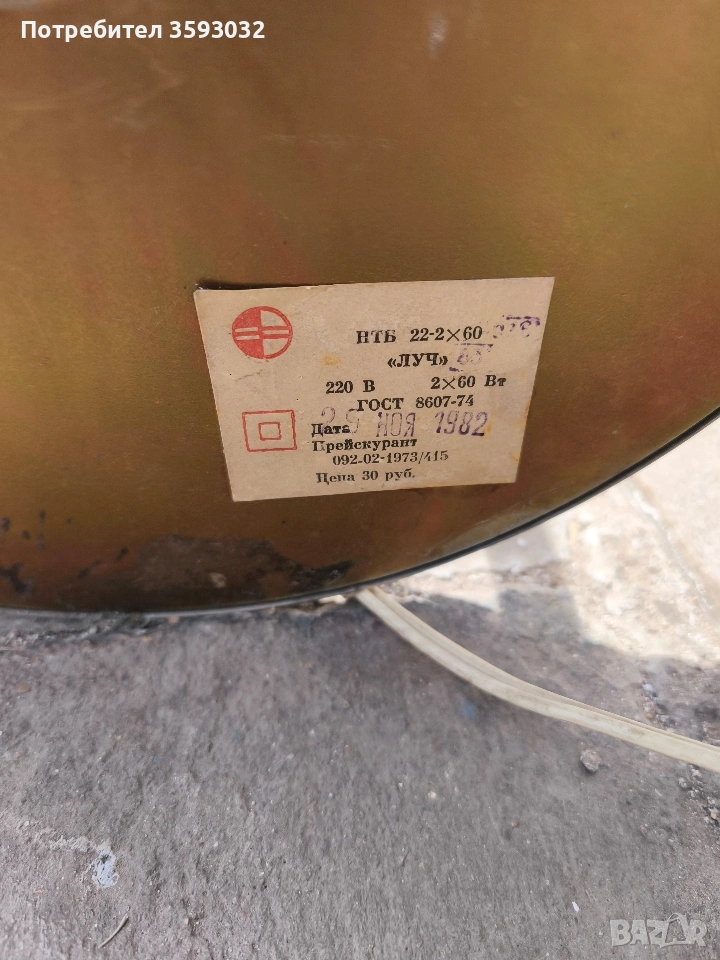 Потребител 3593032
НТБ 22-2×60
«ЛУЧ»
220 В 2×60 Вт
ГОСТ 8607-74
Дата 29 НОЯ 1982
Прейскурант
092-02-1973/415
Цена 30 руб.
BAZAR